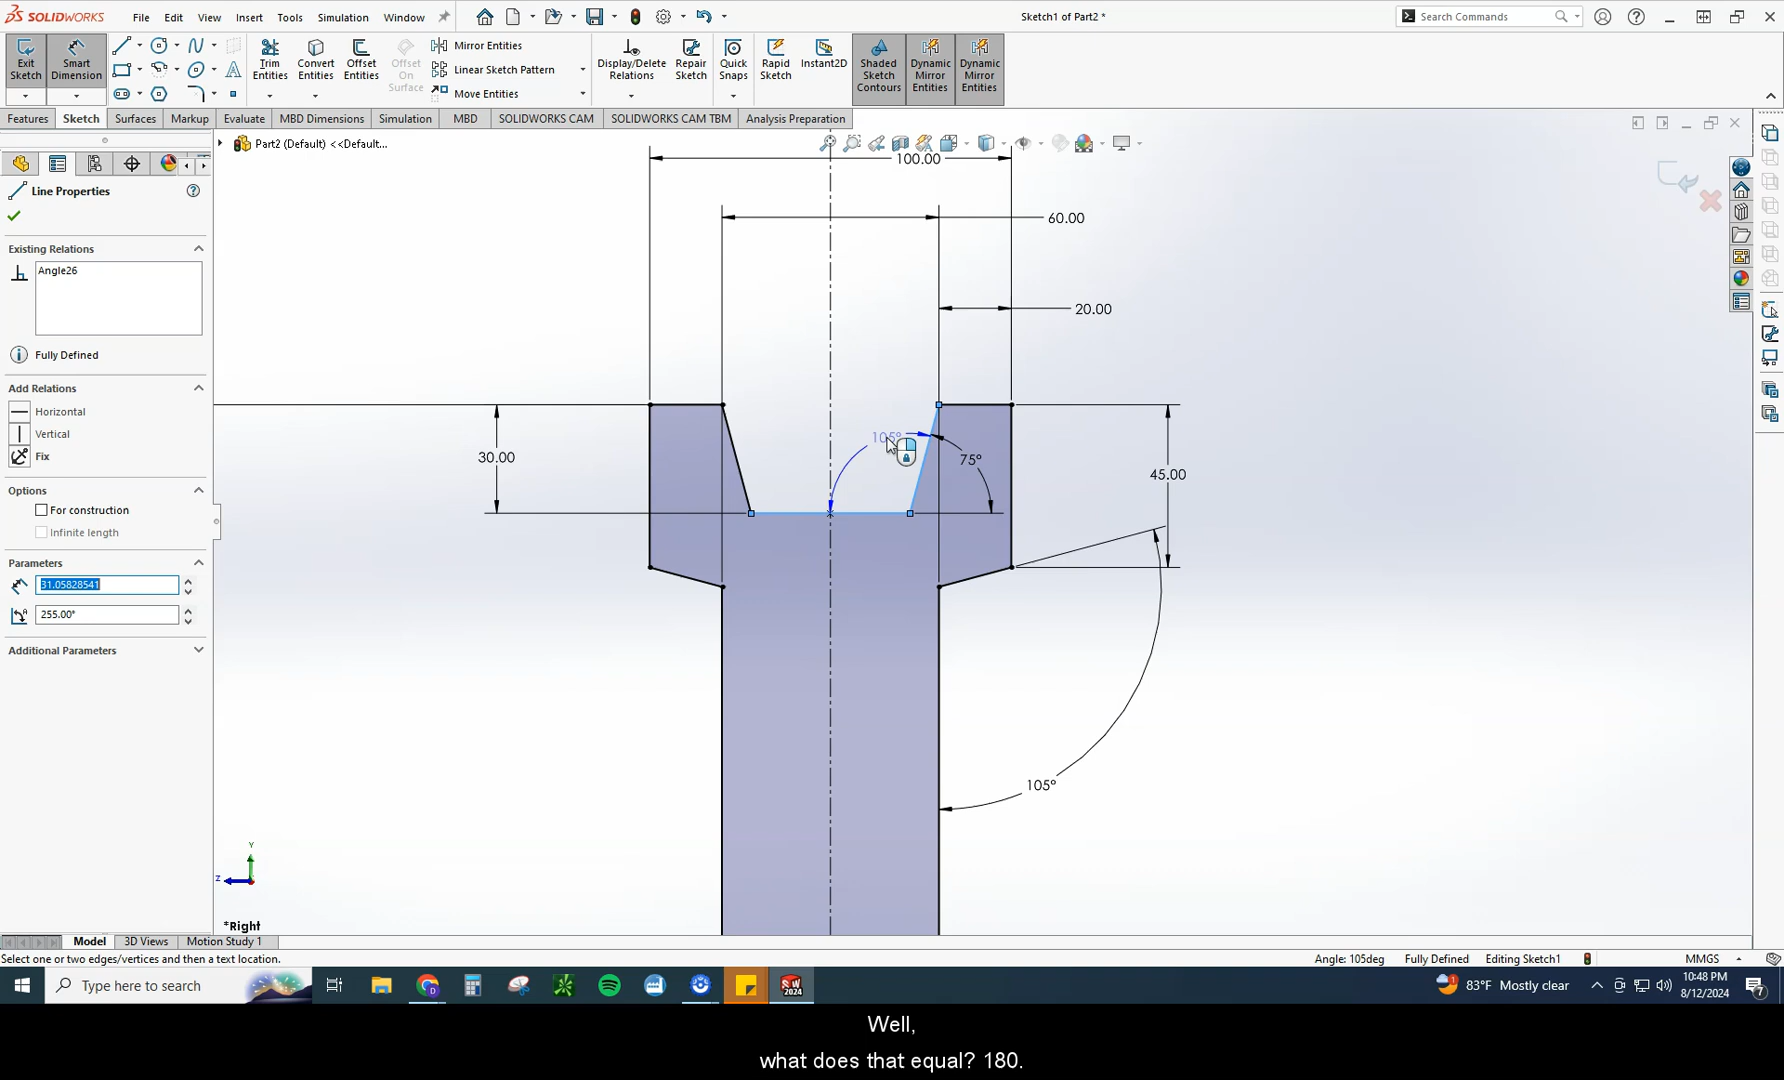 SOLIDWORKS File Edit View Insert Tools Simulation Window Sketch1 of Part2 * Search Commands
Exit Sketch
Smart Dimension
Trim Entities
Convert Entities
Offset Entities
Offset On Surface
Mirror Entities
Linear Sketch Pattern
Move Entities
Display/Delete Relations
Repair Sketch
Quick Snaps
Rapid Sketch
Instant2D
Shaded Sketch Contours
Dynamic Mirror Entities
Dynamic Mirror Entities
Features Sketch Surfaces Markup Evaluate MBD Dimensions Simulation MBD SOLIDWORKS CAM SOLIDWORKS CAM TBM Analysis Preparation
Part2 (Default) <<Default...
Line Properties
Existing Relations
Angle26
Fully Defined
Add Relations
Horizontal
Vertical
Fix
Options
For construction
Infinite length
Parameters
31.05828541
255.00°
Additional Parameters
100.00
60.00
20.00
105°
75°
30.00
45.00
105°
Y
Z
*Right
Model 3D Views Motion Study 1
Select one or two edges/vertices and then a text location. Angle: 105deg Fully Defined Editing Sketch1 MMGS
Type here to search
SW 2024
83°F Mostly clear
10:48 PM
8/12/2024
7
Well,
what does that equal? 180.